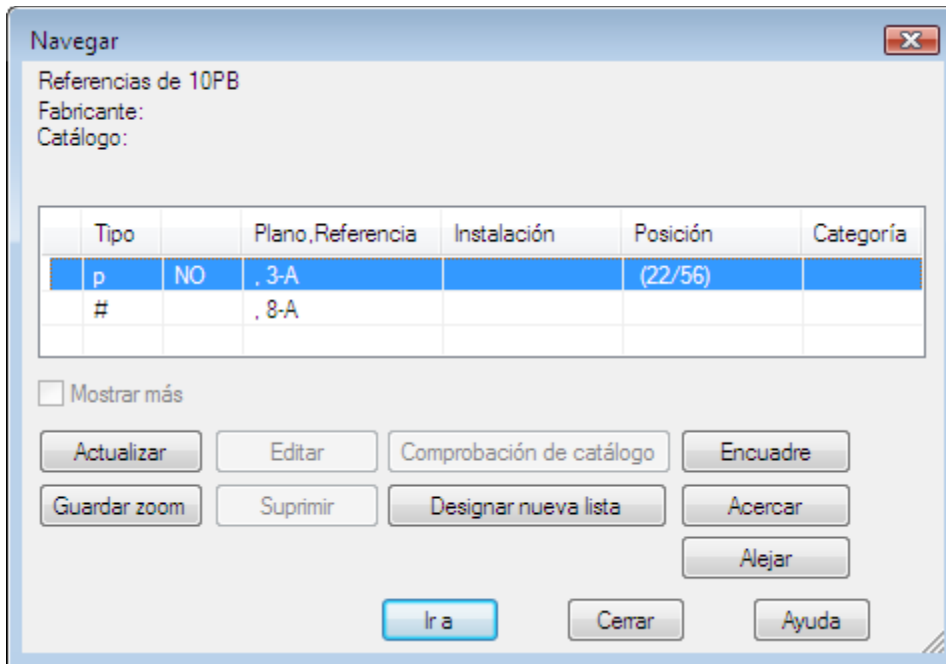 Navegar
Referencias de 10PB
Fabricante:
Catálogo:
Tipo Plano,Referencia Instalación Posición Categoría
p NO , 3-A (22/56)
# , 8-A
Mostrar más
Actualizar Editar Comprobación de catálogo Encuadre
Guardar zoom Suprimir Designar nueva lista Acercar
Alejar
Ir a Cerrar Ayuda